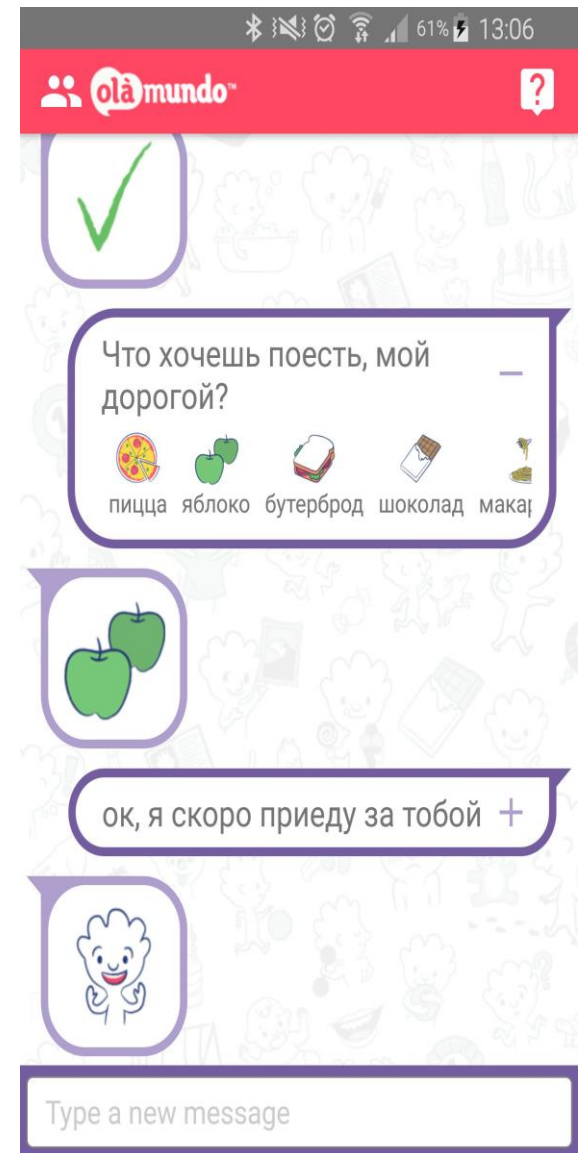 61% 13:06
olàmundo™ ?
Что хочешь поесть, мой
дорогой?
пицца яблоко бутерброд шоколад мака
ок, я скоро приеду за тобой +
Type a new message